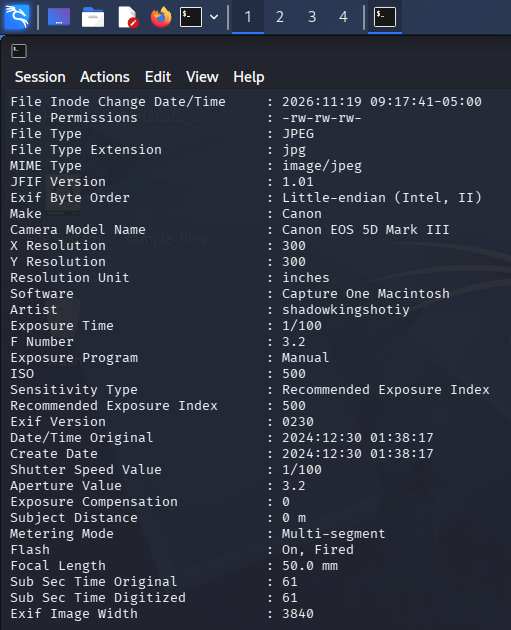 1 2 3 4
Session Actions Edit View Help
File Inode Change Date/Time : 2026:11:19 09:17:41-05:00
File Permissions : -rw-rw-rw-
File Type : JPEG
File Type Extension : jpg
MIME Type : image/jpeg
JFIF Version : 1.01
Exif Byte Order : Little-endian (Intel, II)
Make : Canon
Camera Model Name : Canon EOS 5D Mark III
X Resolution : 300
Y Resolution : 300
Resolution Unit : inches
Software : Capture One Macintosh
Artist : shadowkingshotiy
Exposure Time : 1/100
F Number : 3.2
Exposure Program : Manual
ISO : 500
Sensitivity Type : Recommended Exposure Index
Recommended Exposure Index : 500
Exif Version : 0230
Date/Time Original : 2024:12:30 01:38:17
Create Date : 2024:12:30 01:38:17
Shutter Speed Value : 1/100
Aperture Value : 3.2
Exposure Compensation : 0
Subject Distance : 0 m
Metering Mode : Multi-segment
Flash : On, Fired
Focal Length : 50.0 mm
Sub Sec Time Original : 61
Sub Sec Time Digitized : 61
Exif Image Width : 3840